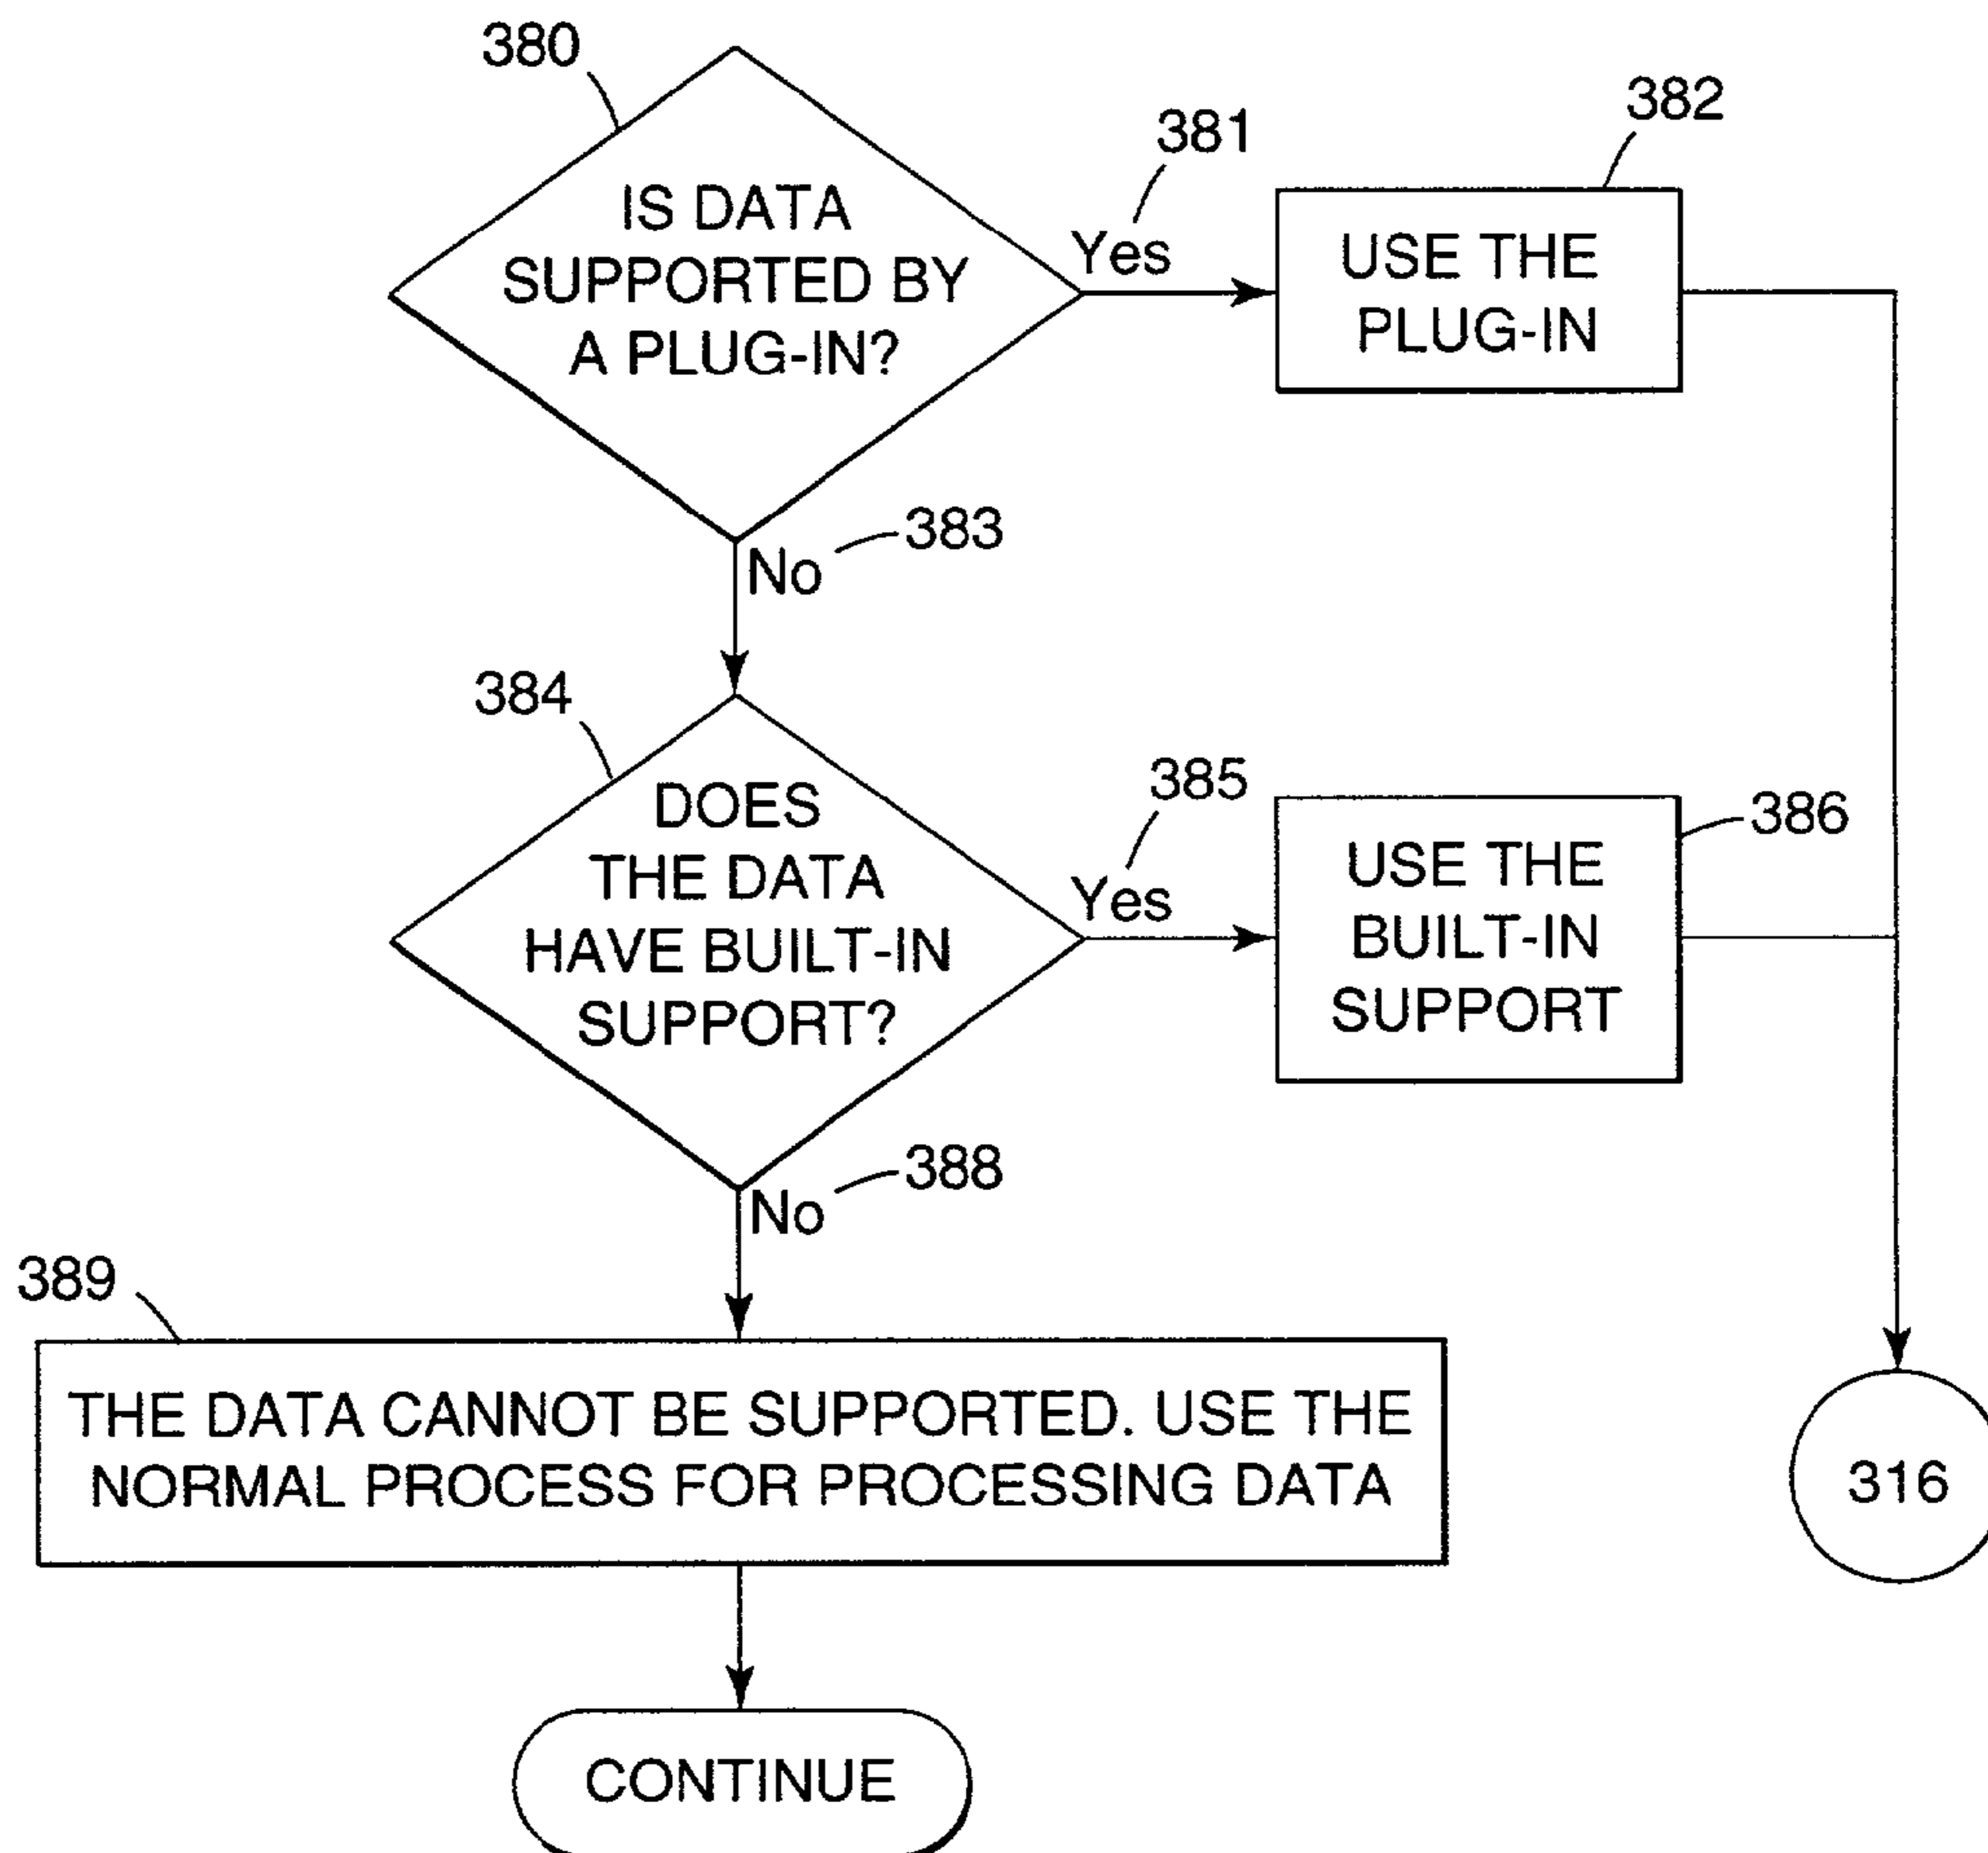 380
IS DATA
SUPPORTED BY
A PLUG-IN?
381
Yes
382
USE THE
PLUG-IN
No
383
384
DOES
THE DATA
HAVE BUILT-IN
SUPPORT?
385
Yes
386
USE THE
BUILT-IN
SUPPORT
No
388
389
THE DATA CANNOT BE SUPPORTED. USE THE
NORMAL PROCESS FOR PROCESSING DATA
316
CONTINUE